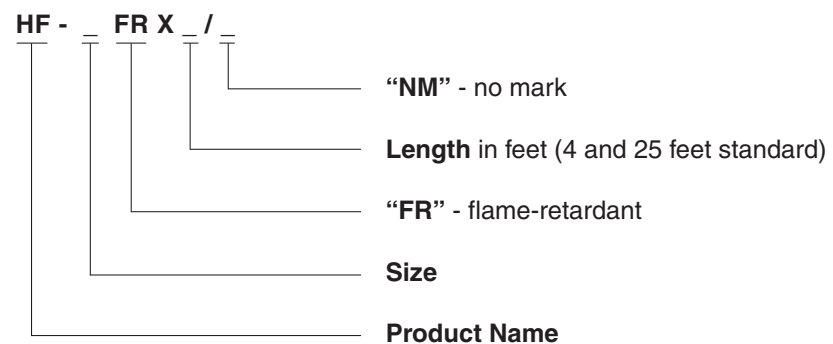 HF - _ FR X _ / _
“NM” - no mark
Length in feet (4 and 25 feet standard)
“FR” - flame-retardant
Size
Product Name